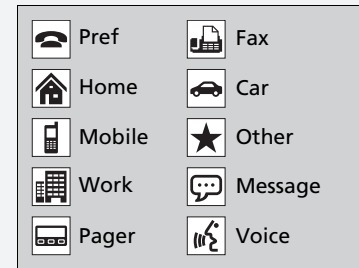 Pref
Home
Mobile
Work
Pager
Fax
Car
Other
Message
Voice